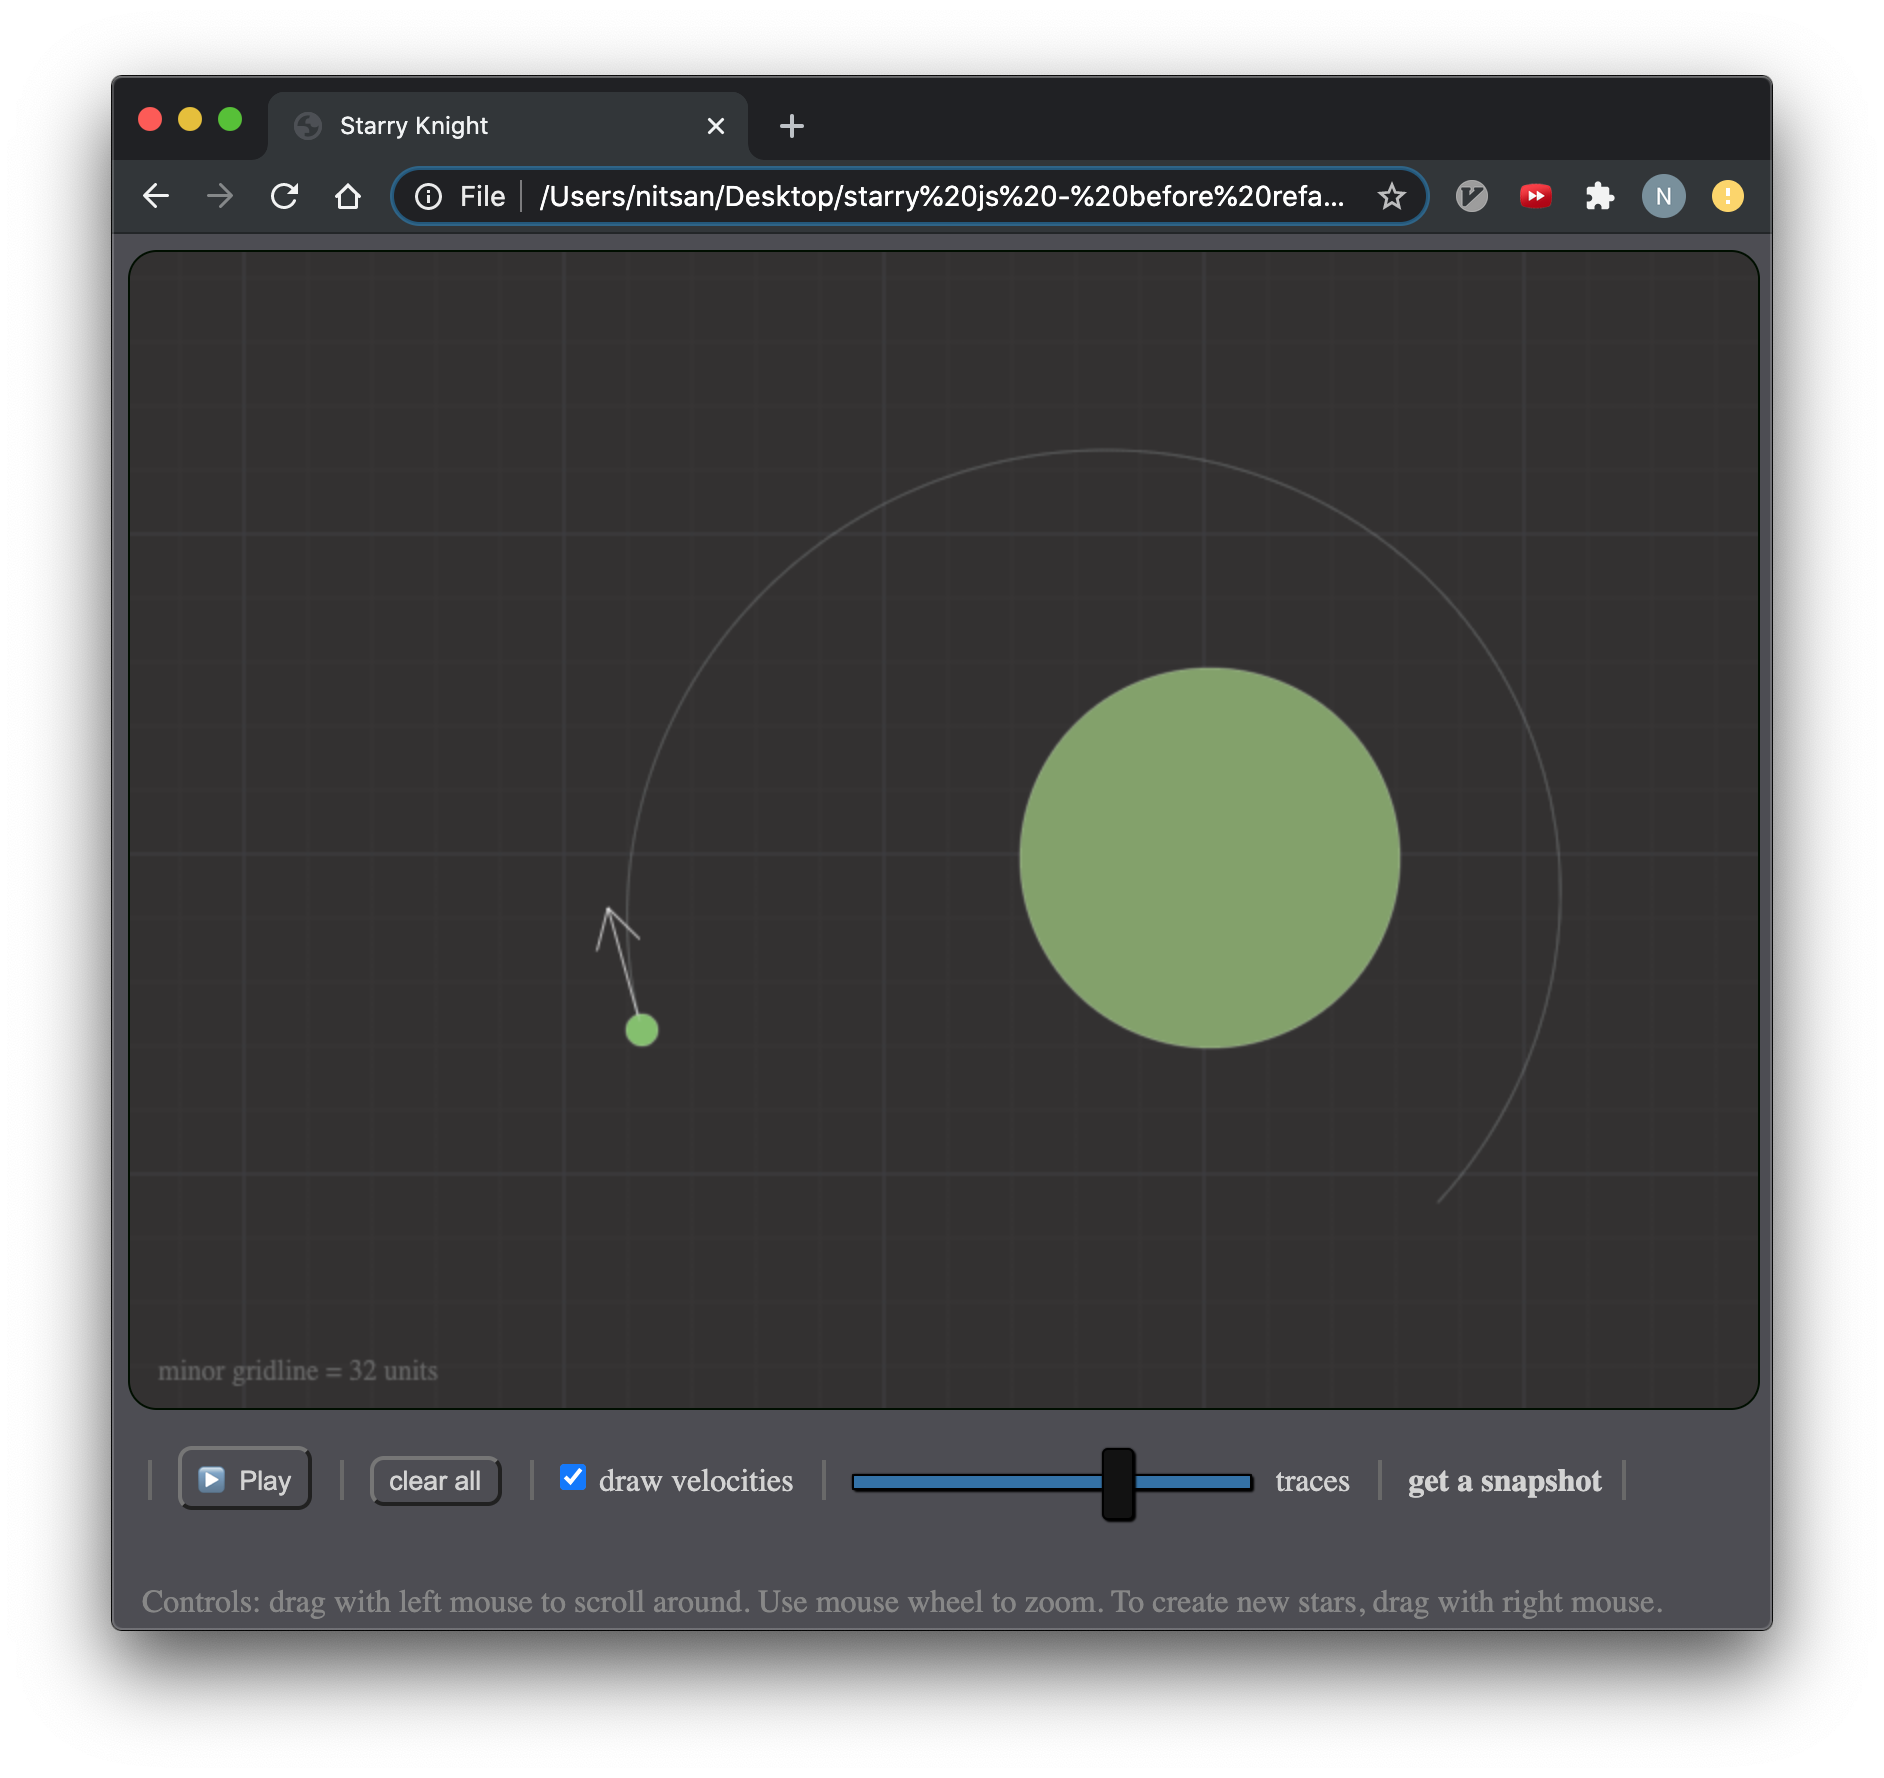 Starry Knight
File /Users/nitsan/Desktop/starry%20js%20-%20before%20refa...
N
minor gridline = 32 units
Play clear all draw velocities traces get a snapshot
Controls: drag with left mouse to scroll around. Use mouse wheel to zoom. To create new stars, drag with right mouse.